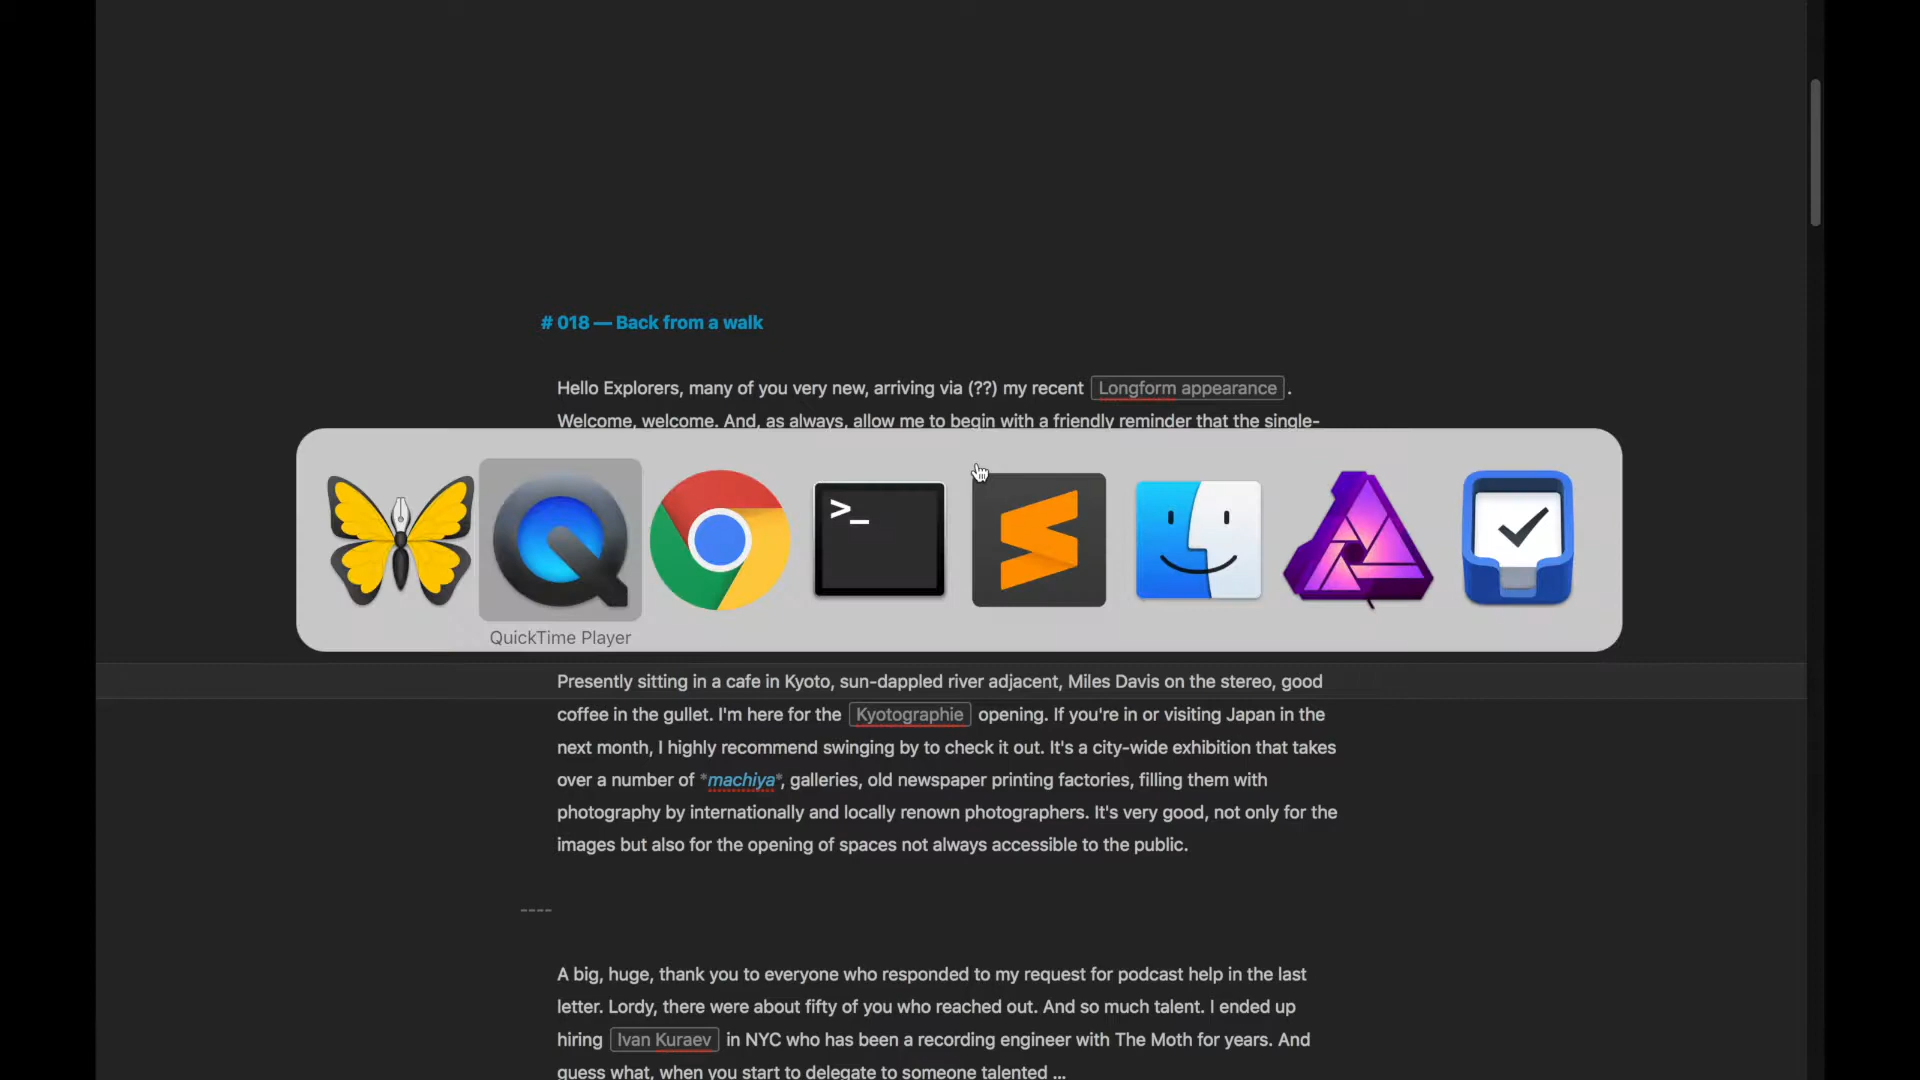 # 018 — Back from a walk
Hello Explorers, many of you very new, arriving via (??) my recent Longform appearance .
Welcome, welcome. And, as always, allow me to begin with a friendly reminder that the single-
>_
QuickTime Player
Presently sitting in a cafe in Kyoto, sun-dappled river adjacent, Miles Davis on the stereo, good
coffee in the gullet. I'm here for the Kyotographie opening. If you're in or visiting Japan in the
next month, I highly recommend swinging by to check it out. It's a city-wide exhibition that takes
over a number of *machiya*, galleries, old newspaper printing factories, filling them with
photography by internationally and locally renown photographers. It's very good, not only for the
images but also for the opening of spaces not always accessible to the public.
----
A big, huge, thank you to everyone who responded to my request for podcast help in the last
letter. Lordy, there were about fifty of you who reached out. And so much talent. I ended up
hiring Ivan Kuraev in NYC who has been a recording engineer with The Moth for years. And
guess what, when you start to delegate to someone talented ...